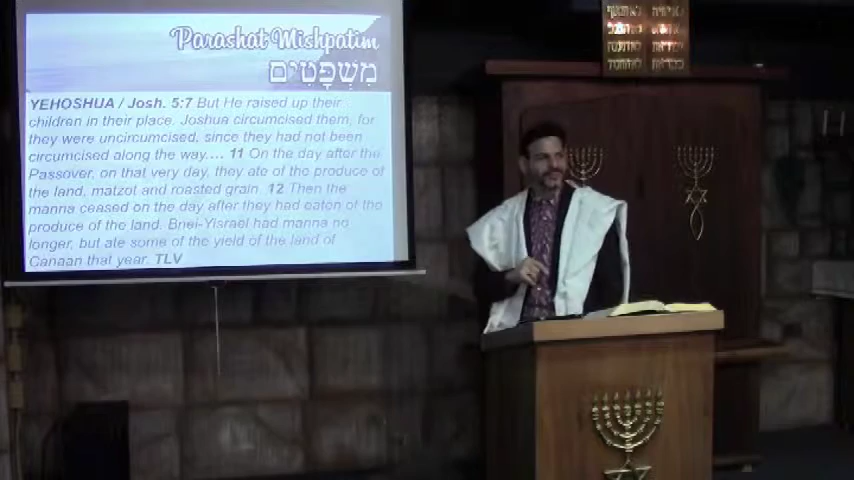 Parashat Mishpatim
מִשְׁפָּטִים
YEHOSHUA / Josh. 5:7 But He raised up their
children in their place. Joshua circumcised them, for
they were uncircumcised, since they had not been
circumcised along the way.... 11 On the day after the
Passover, on that very day, they ate of the produce of
the land, matzot and roasted grain. 12 Then the
manna ceased on the day after they had eaten of the
produce of the land. Bnei-Yisrael had manna no
longer, but ate some of the yield of the land of
Canaan that year. TLV